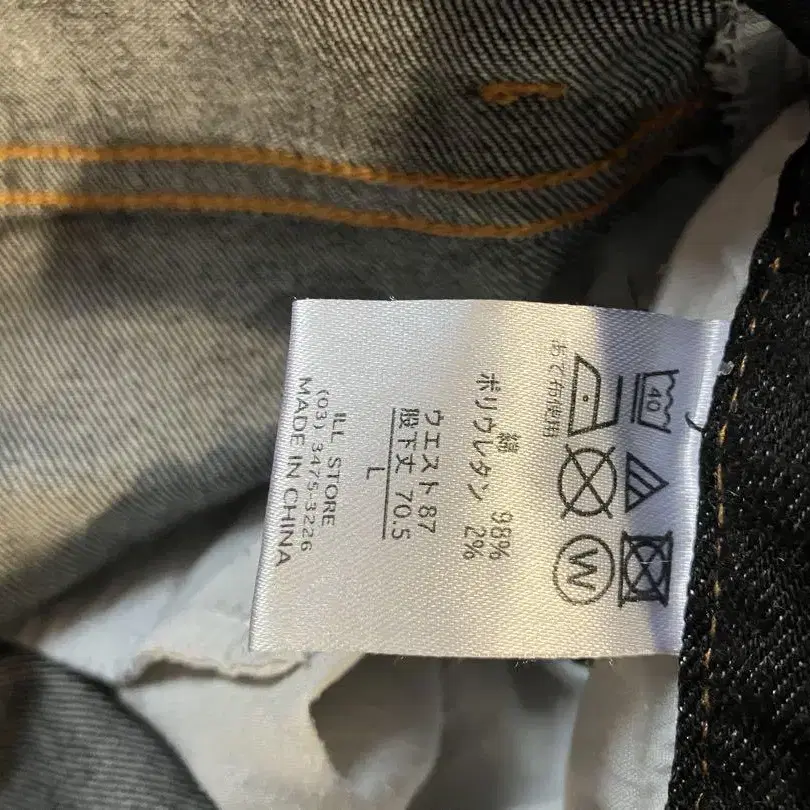 40
W
あて布使用
綿 98%
ポリウレタン 2%
ウエスト 87
股下丈 70.5
L
ILL STORE
(03) 3475-3226
MADE IN CHINA